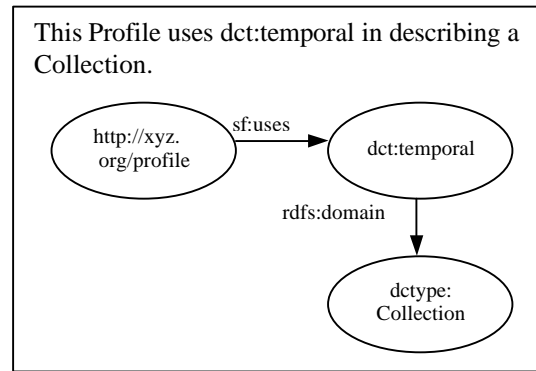 This Profile uses dct:temporal in describing a
Collection.
http://xyz.
org/profile
sf:uses
dct:temporal
rdfs:domain
dctype:
Collection